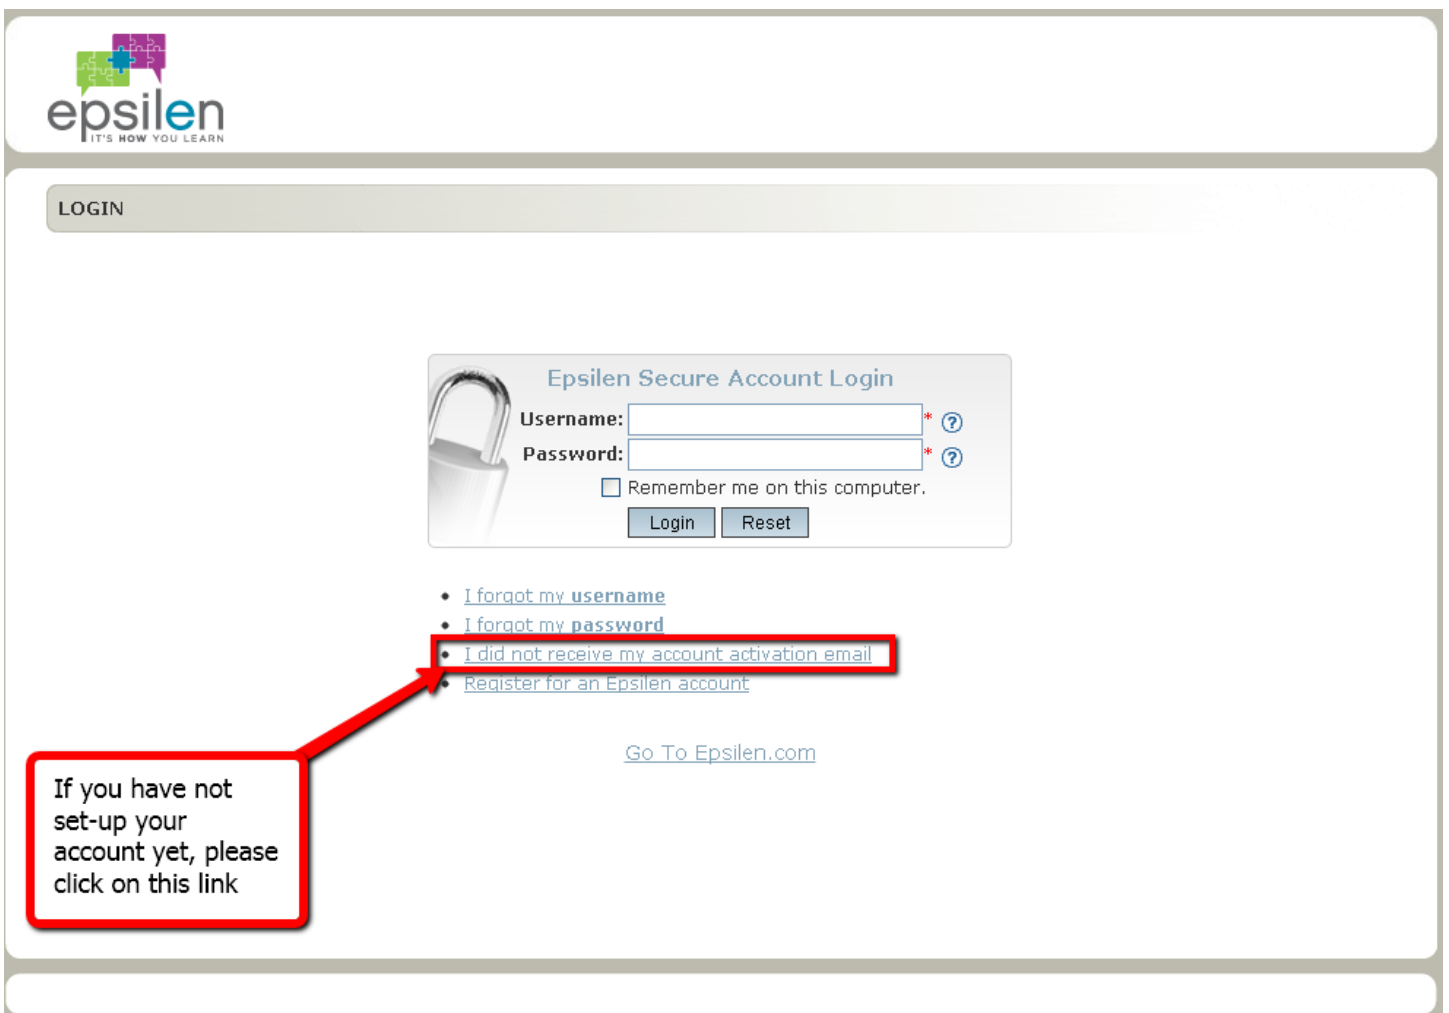 epsilen
IT'S HOW YOU LEARN
LOGIN
Epsilen Secure Account Login
Username: * ?
Password: * ?
Remember me on this computer.
Login Reset
• I forgot my username
• I forgot my password
• I did not receive my account activation email
• Register for an Epsilen account
Go To Epsilen.com
If you have not
set-up your
account yet, please
click on this link